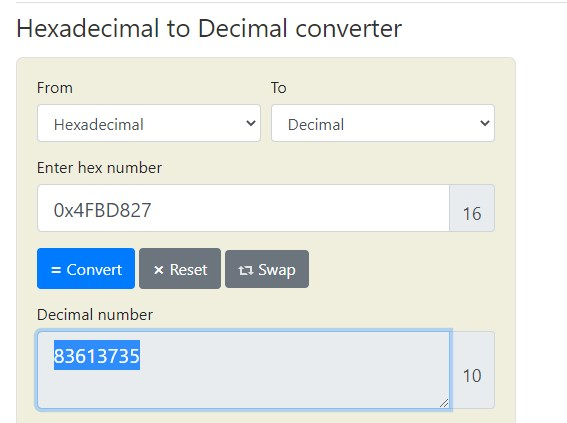 Hexadecimal to Decimal converter
From To
Hexadecimal Decimal
Enter hex number
0x4FBD827 16
= Convert × Reset Swap
Decimal number
83613735 10